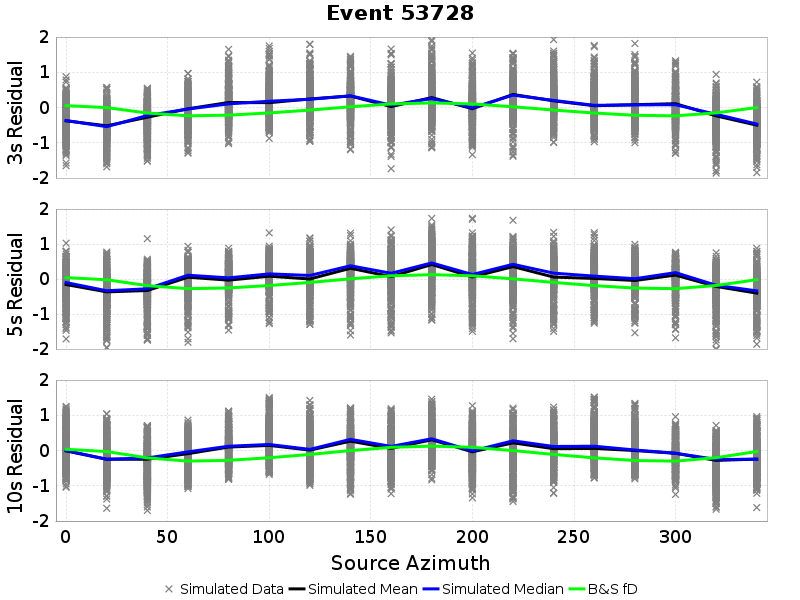 Event 53728
3s Residual
2
1
0
-1
-2
5s Residual
2
1
0
-1
-2
10s Residual
2
1
0
-1
-2
0 50 100 150 200 250 300
Source Azimuth
Simulated Data Simulated Mean Simulated Median B&S fD